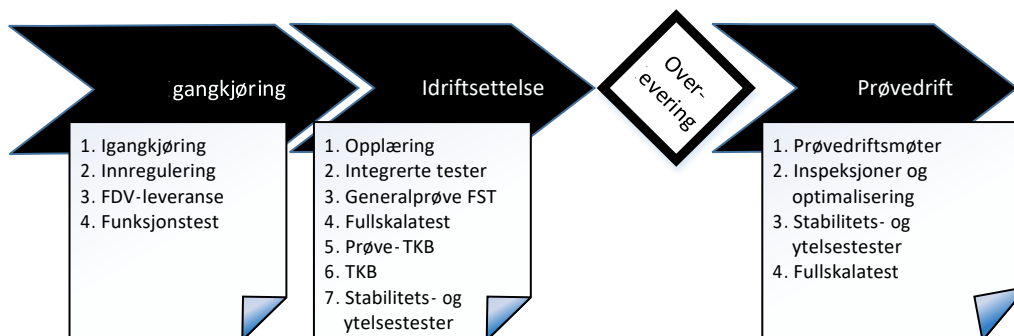 gangkjøring
Idriftsettelse
Over-
levering
Prøvedrift
1. Igangkjøring
2. Innregulering
3. FDV-leveranse
4. Funksjonstest
1. Opplæring
2. Integrerte tester
3. Generalprøve FST
4. Fullskalatest
5. Prøve-TKB
6. TKB
7. Stabilitets- og
ytelsestester
1. Prøvedriftsmøter
2. Inspeksjoner og
optimalisering
3. Stabilitets- og
ytelsestester
4. Fullskalatest